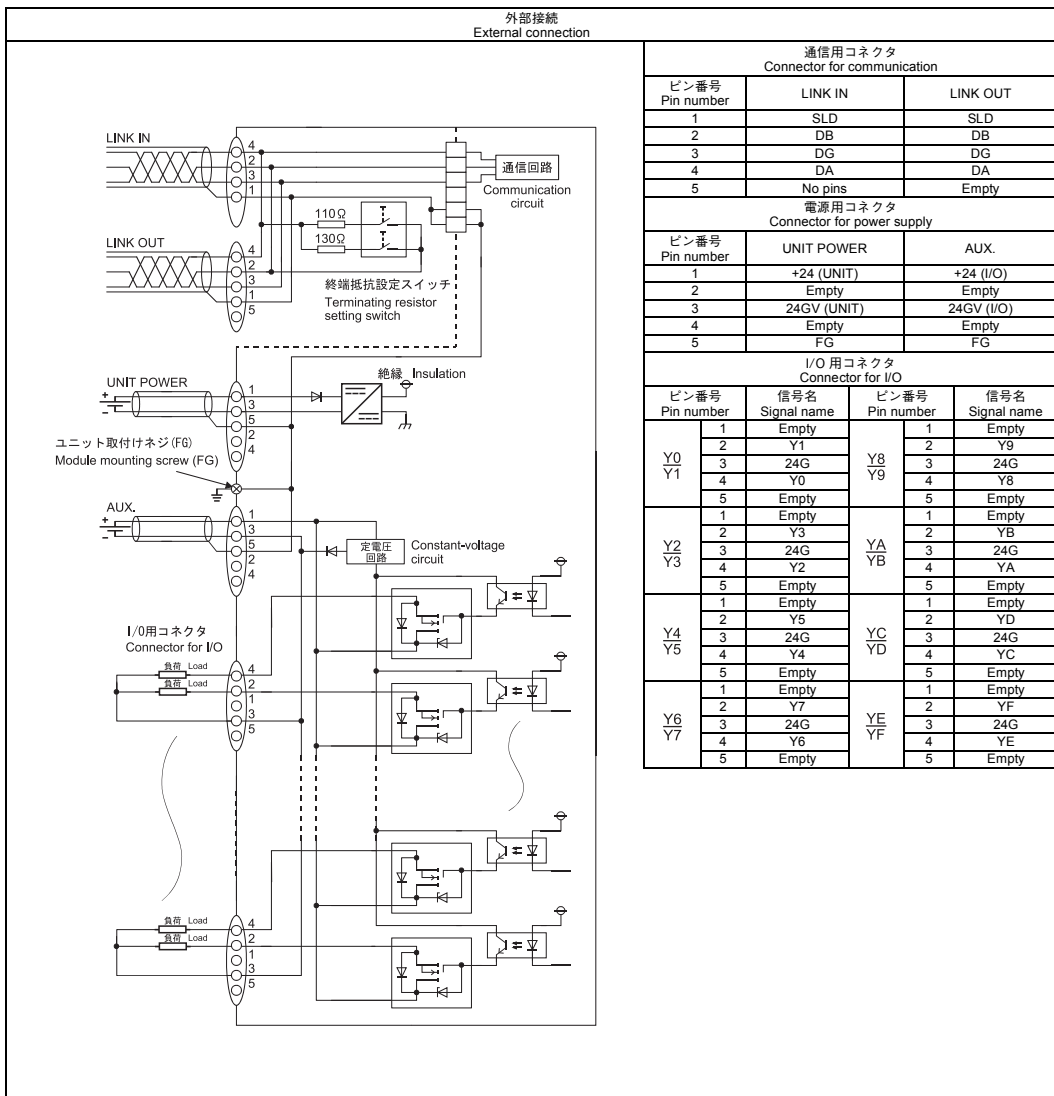 外部接続
External connection
LINK IN
4
2
3
1
通信回路
Communication
circuit
110Ω
130Ω
LINK OUT
4
2
3
1
5
終端抵抗設定スイッチ
Terminating resistor
setting switch
絶縁 Insulation
UNIT POWER
+
-
1
3
5
2
4
ユニット取付けネジ(FG)
Module mounting screw (FG)
AUX.
+
-
1
3
5
2
4
定電圧
回路
Constant-voltage
circuit
I/O用コネクタ
Connector for I/O
負荷 Load
負荷 Load
4
2
1
3
5
負荷 Load
負荷 Load
4
2
1
3
5
通信用コネクタ
Connector for communication
ピン番号
Pin number LINK IN LINK OUT
1 SLD SLD
2 DB DB
3 DG DG
4 DA DA
5 No pins Empty
電源用コネクタ
Connector for power supply
ピン番号
Pin number UNIT POWER AUX.
1 +24 (UNIT) +24 (I/O)
2 Empty Empty
3 24GV (UNIT) 24GV (I/O)
4 Empty Empty
5 FG FG
I/O 用コネクタ
Connector for I/O
ピン番号 信号名 ピン番号 信号名
Pin number Signal name Pin number Signal name
Y0
Y1
1 Empty
2 Y1
3 24G
4 Y0
5 Empty
Y8
Y9
1 Empty
2 Y9
3 24G
4 Y8
5 Empty
Y2
Y3
1 Empty
2 Y3
3 24G
4 Y2
5 Empty
YA
YB
1 Empty
2 YB
3 24G
4 YA
5 Empty
Y4
Y5
1 Empty
2 Y5
3 24G
4 Y4
5 Empty
YC
YD
1 Empty
2 YD
3 24G
4 YC
5 Empty
Y6
Y7
1 Empty
2 Y7
3 24G
4 Y6
5 Empty
YE
YF
1 Empty
2 YF
3 24G
4 YE
5 Empty